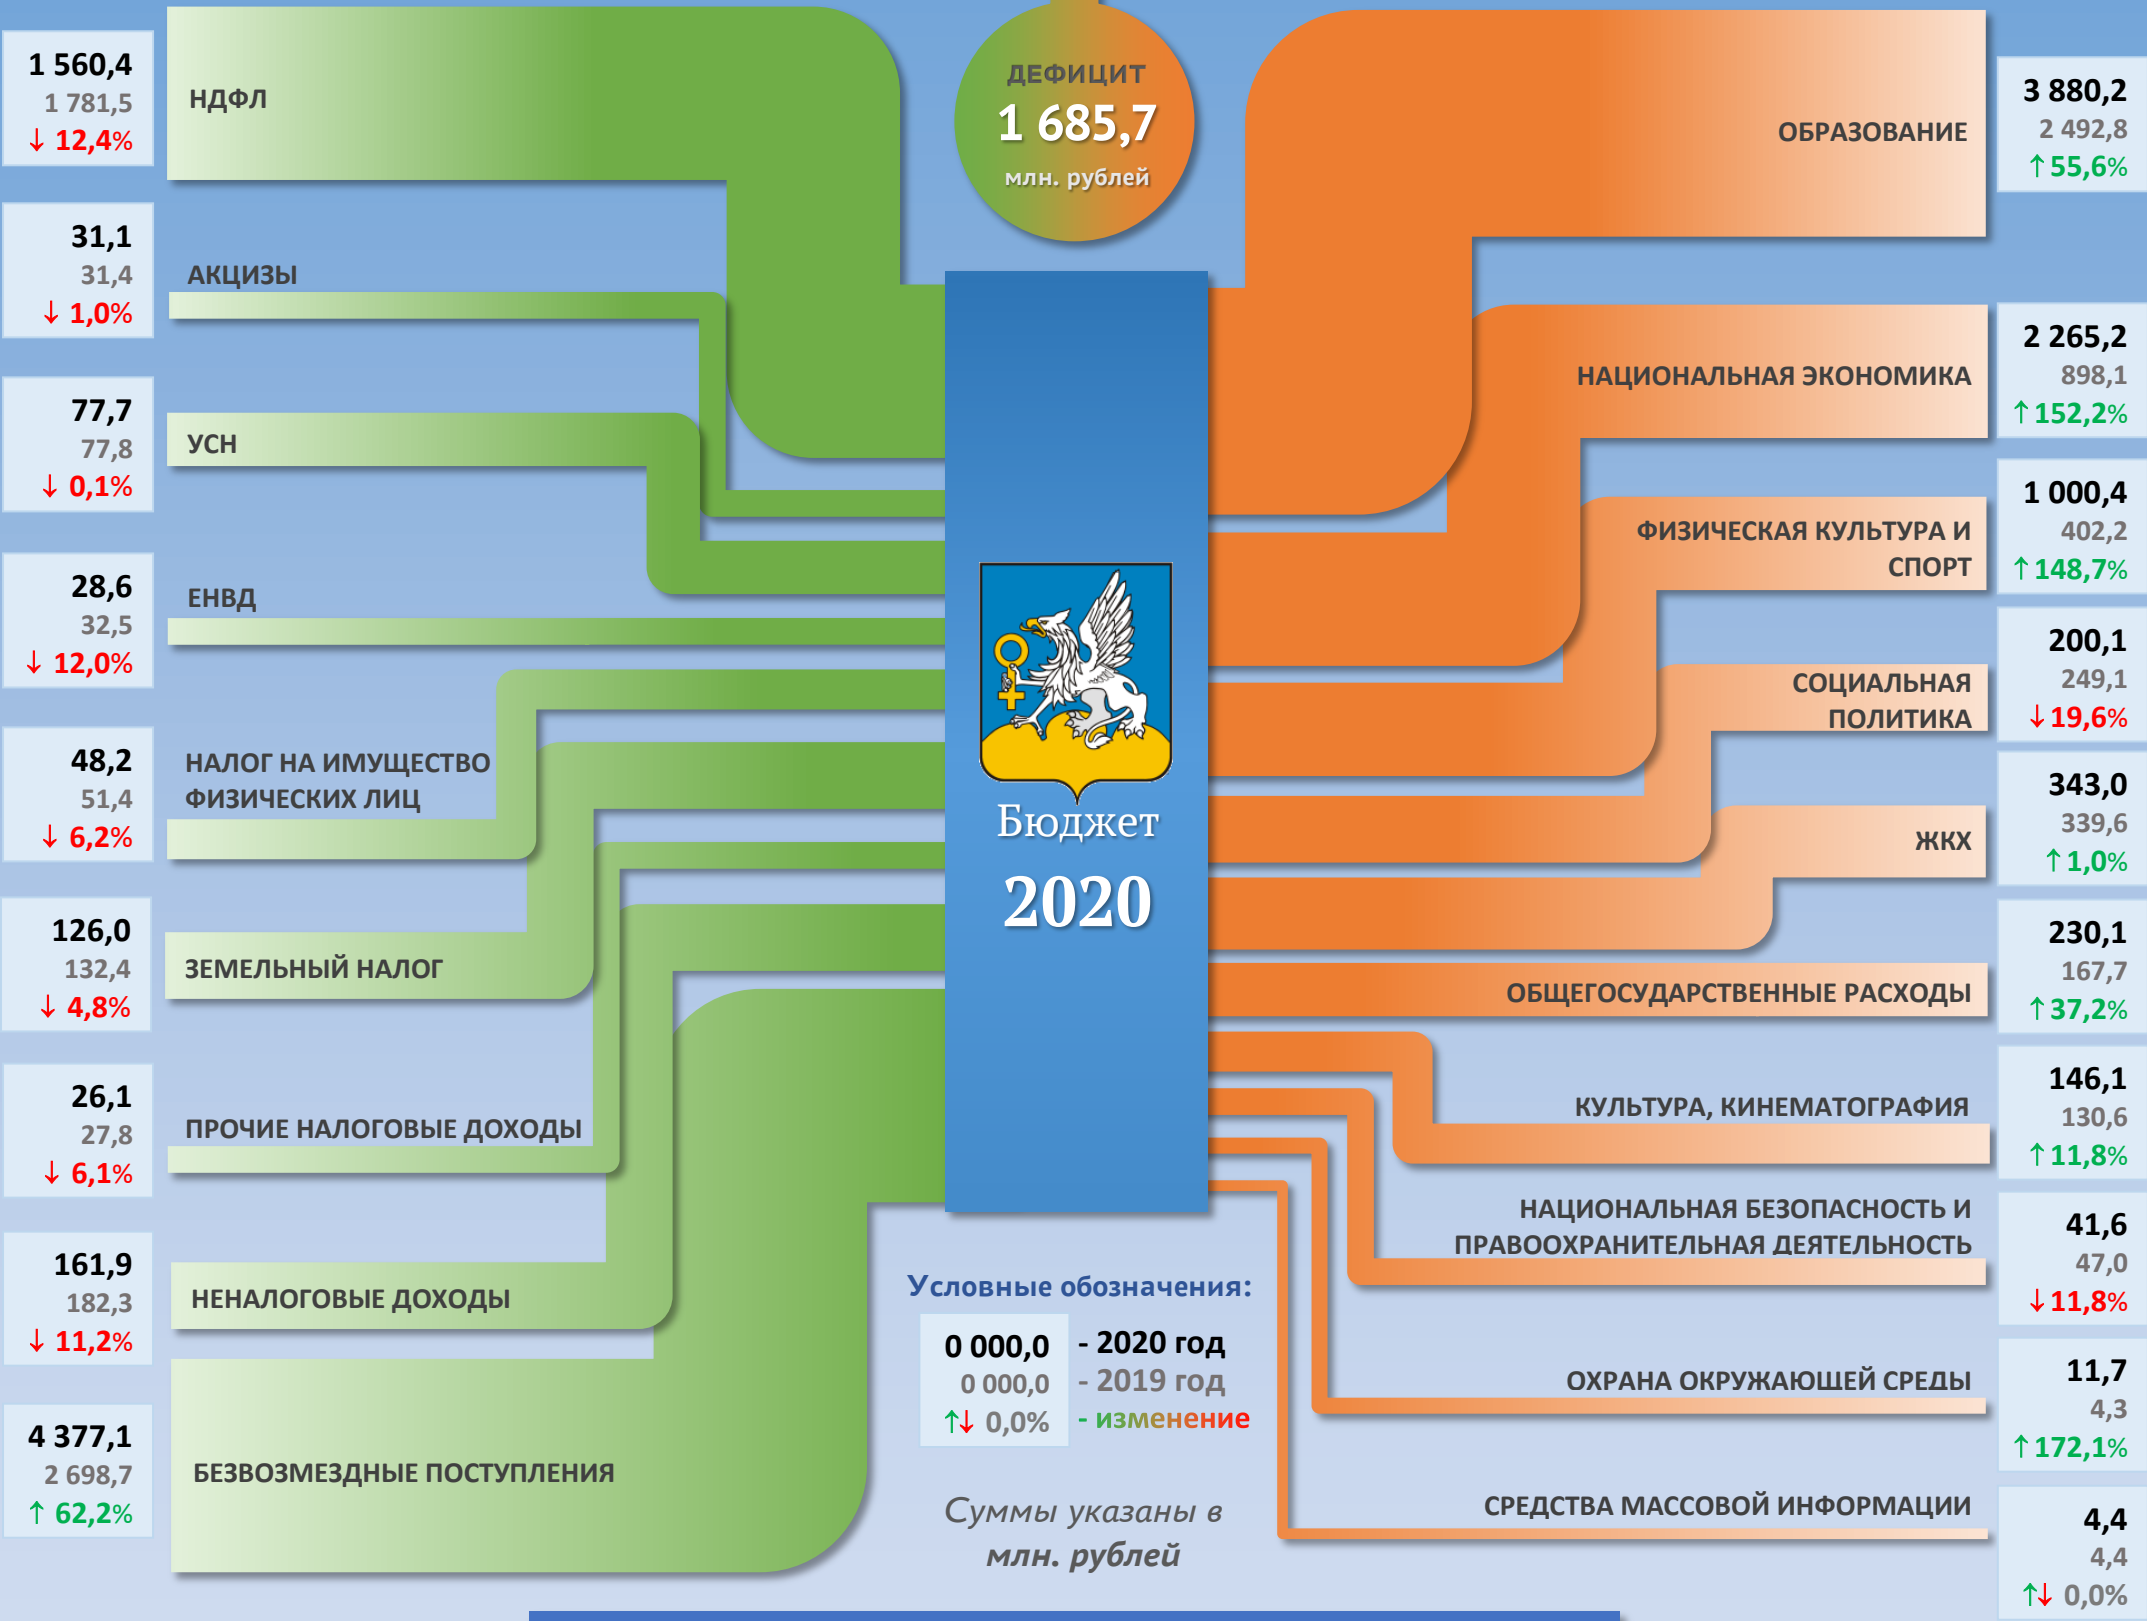 1 560,4
1 781,5
↓ 12,4%
НДФЛ
31,1
31,4
↓ 1,0%
АКЦИЗЫ
77,7
77,8
↓ 0,1%
УСН
28,6
32,5
↓ 12,0%
ЕНВД
48,2
51,4
↓ 6,2%
НАЛОГ НА ИМУЩЕСТВО
ФИЗИЧЕСКИХ ЛИЦ
126,0
132,4
↓ 4,8%
ЗЕМЕЛЬНЫЙ НАЛОГ
26,1
27,8
↓ 6,1%
ПРОЧИЕ НАЛОГОВЫЕ ДОХОДЫ
161,9
182,3
↓ 11,2%
НЕНАЛОГОВЫЕ ДОХОДЫ
4 377,1
2 698,7
↑ 62,2%
БЕЗВОЗМЕЗДНЫЕ ПОСТУПЛЕНИЯ
ДЕФИЦИТ
1 685,7
млн. рублей
Бюджет
2020
Условные обозначения:
0 000,0 - 2020 год
0 000,0 - 2019 год
↑↓ 0,0% - изменение
Суммы указаны в
млн. рублей
ОБРАЗОВАНИЕ
3 880,2
2 492,8
↑55,6%
НАЦИОНАЛЬНАЯ ЭКОНОМИКА
2 265,2
898,1
↑152,2%
ФИЗИЧЕСКАЯ КУЛЬТУРА И
СПОРТ
1 000,4
402,2
↑148,7%
СОЦИАЛЬНАЯ
ПОЛИТИКА
200,1
249,1
↓19,6%
ЖКХ
343,0
339,6
↑1,0%
ОБЩЕГОСУДАРСТВЕННЫЕ РАСХОДЫ
230,1
167,7
↑37,2%
КУЛЬТУРА, КИНЕМАТОГРАФИЯ
146,1
130,6
↑11,8%
НАЦИОНАЛЬНАЯ БЕЗОПАСНОСТЬ И
ПРАВООХРАНИТЕЛЬНАЯ ДЕЯТЕЛЬНОСТЬ
41,6
47,0
↓11,8%
ОХРАНА ОКРУЖАЮЩЕЙ СРЕДЫ
11,7
4,3
↑172,1%
СРЕДСТВА МАССОВОЙ ИНФОРМАЦИИ
4,4
4,4
↑↓ 0,0%